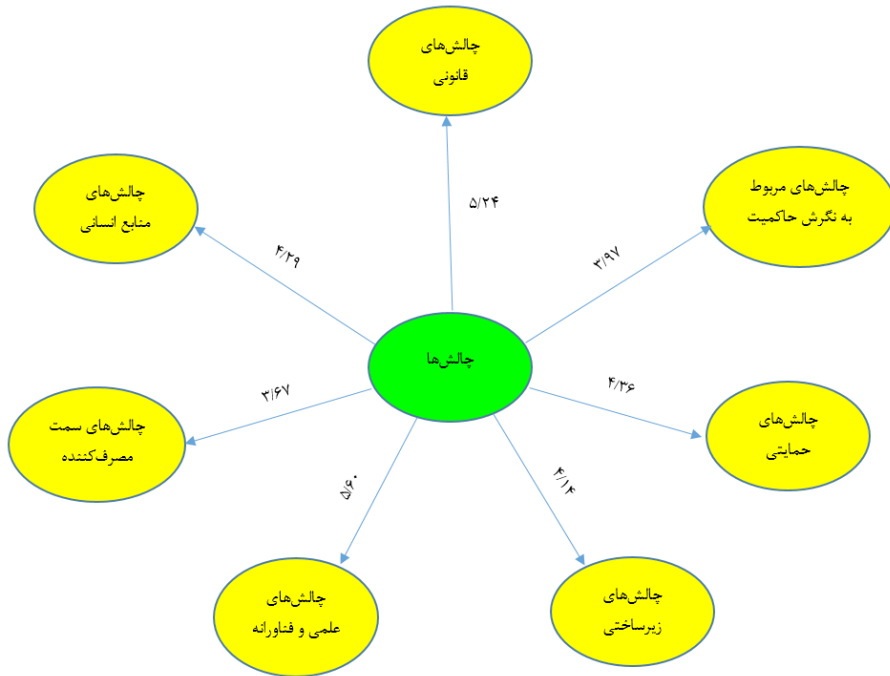 چالش‌های
قانونی
چالش‌های مربوط
به نگرش حاکمیت
چالش‌های
منابع انسانی
۵/۲۴
۳/۹۷
۴/۲۹
چالش‌ها
۴/۳۶
۳/۶۷
چالش‌های
حمایتی
چالش‌های سمت
مصرف‌کننده
۴/۱۴
۵/۶۰
چالش‌های
زیرساختی
چالش‌های
علمی و فناورانه